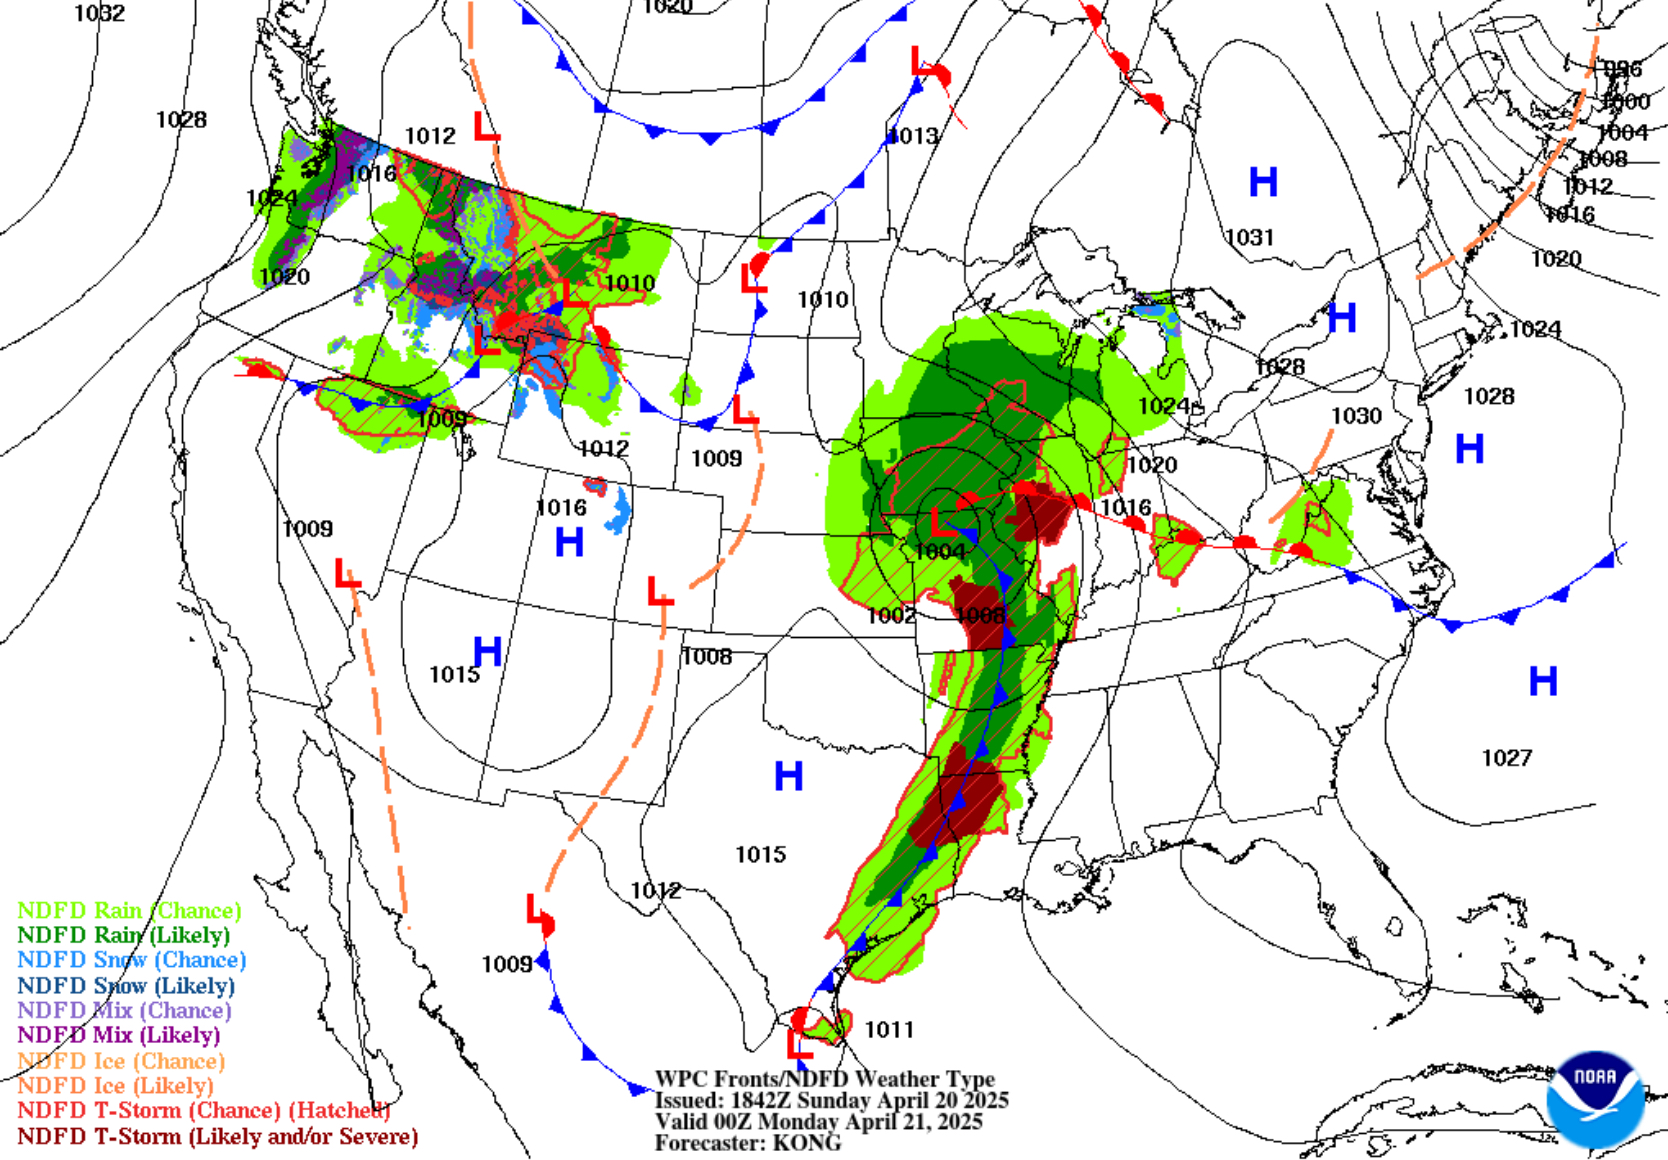 1032
1020
996
1028
1000
1012
1013
1004
1008
1016
1012
1024
1016
H
1031
1020
1020
1010
1010
H
1024
1028
1028
1024
1009
1030
H
1012
1009
1020
1016
1016
1009
H
L
1004
1002
1008
H
1008
1015
H
1027
H
1015
1012
NDFD Rain (Chance)
NDFD Rain (Likely)
NDFD Snow (Chance)
1009
NDFD Snow (Likely)
NDFD Mix (Chance)
NDFD Mix (Likely)
1011
NDFD Ice (Chance)
NDFD Ice (Likely)
NDFD T-Storm (Chance) (Hatched)
NDFD T-Storm (Likely and/or Severe)
WPC Fronts/NDFD Weather Type
Issued: 1842Z Sunday April 20 2025
Valid 00Z Monday April 21, 2025
Forecaster: KONG
NOAA